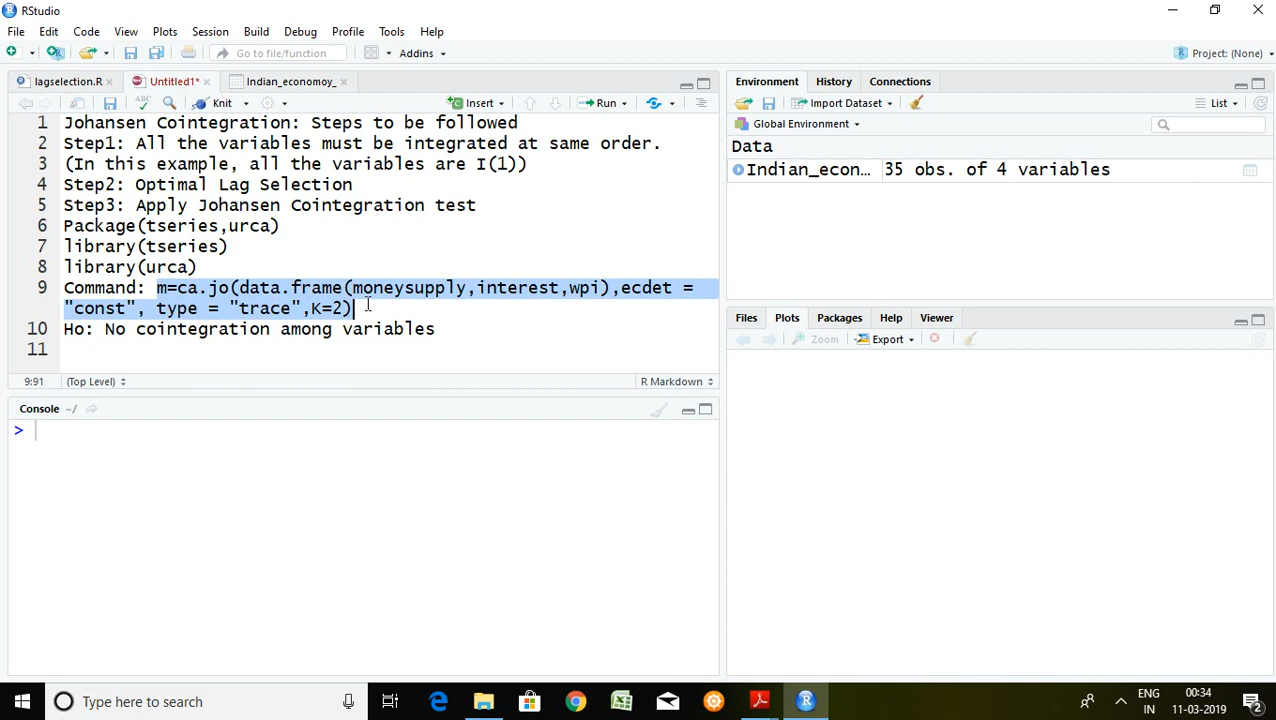 RStudio
File Edit Code View Plots Session Build Debug Profile Tools Help
Go to file/function Addins Project: (None)
lagselection.R Untitled1* Indian_economoy_
Knit Insert Run
1 Johansen Cointegration: Steps to be followed
2 Step1: All the variables must be integrated at same order.
3 (In this example, all the variables are I(1))
4 Step2: Optimal Lag Selection
5 Step3: Apply Johansen Cointegration test
6 Package(tseries,urca)
7 library(tseries)
8 library(urca)
9 Command: m=ca.jo(data.frame(moneysupply,interest,wpi),ecdet =
"const", type = "trace",K=2)
10 Ho: No cointegration among variables
11
9:91 (Top Level) R Markdown
Console ~/
>
Environment History Connections
Import Dataset List
Global Environment
Data
Indian_econ... 35 obs. of 4 variables
Files Plots Packages Help Viewer
Zoom Export
Type here to search
ENG 00:34
IN 11-03-2019
2